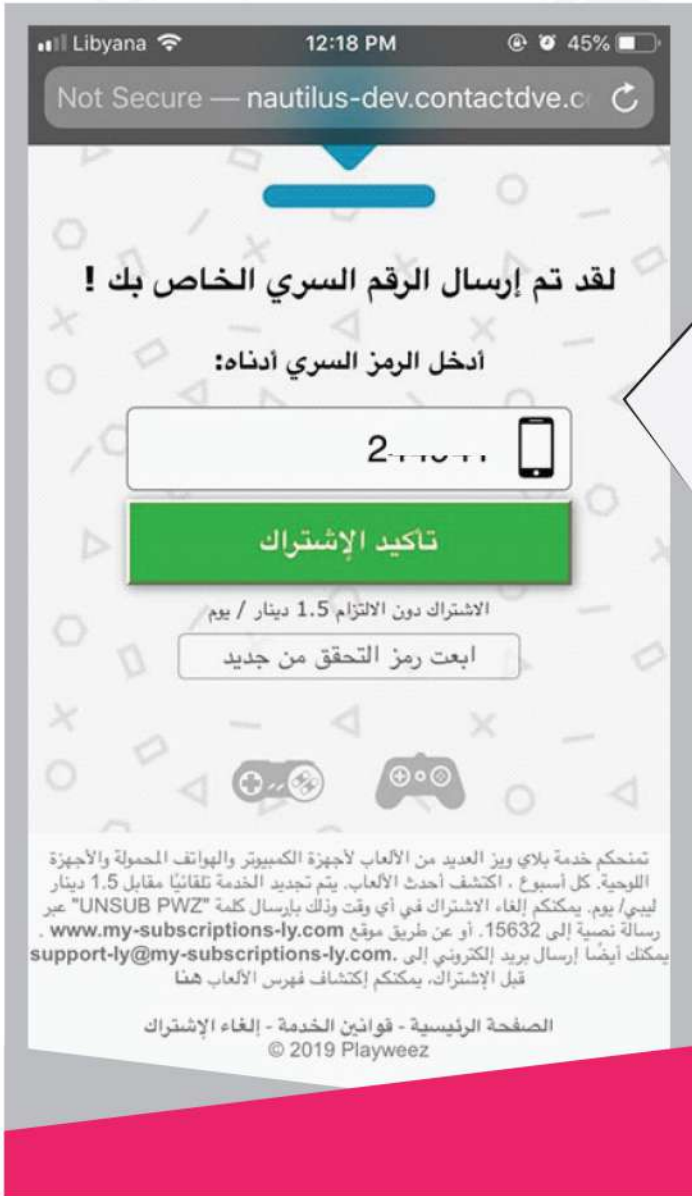 Libyana 12:18 PM 45%
Not Secure — nautilus-dev.contactdve.c
لقد تم إرسال الرقم السري الخاص بك !
أدخل الرمز السري أدناه:
2
تأكيد الإشتراك
الاشتراك دون الالتزام 1.5 دينار / يوم
ابعت رمز التحقق من جديد
تمنحكم خدمة بلاي ويز العديد من الألعاب لأجهزة الكمبيوتر والهواتف المحمولة والأجهزة
اللوحية. كل أسبوع ، اكتشف أحدث الألعاب. يتم تجديد الخدمة تلقائيًا مقابل 1.5 دينار
ليبي/ يوم. يمكنكم إلغاء الاشتراك في أي وقت وذلك بإرسال كلمة "UNSUB PWZ" عبر
رسالة نصية إلى 15632. أو عن طريق موقع www.my-subscriptions-ly.com .
يمكنك أيضًا إرسال بريد إلكتروني إلى support-ly@my-subscriptions-ly.com.
قبل الإشتراك، يمكنكم إكتشاف فهرس الألعاب هنا
الصفحة الرئيسية - قوانين الخدمة - إلغاء الإشتراك
© 2019 Playweez